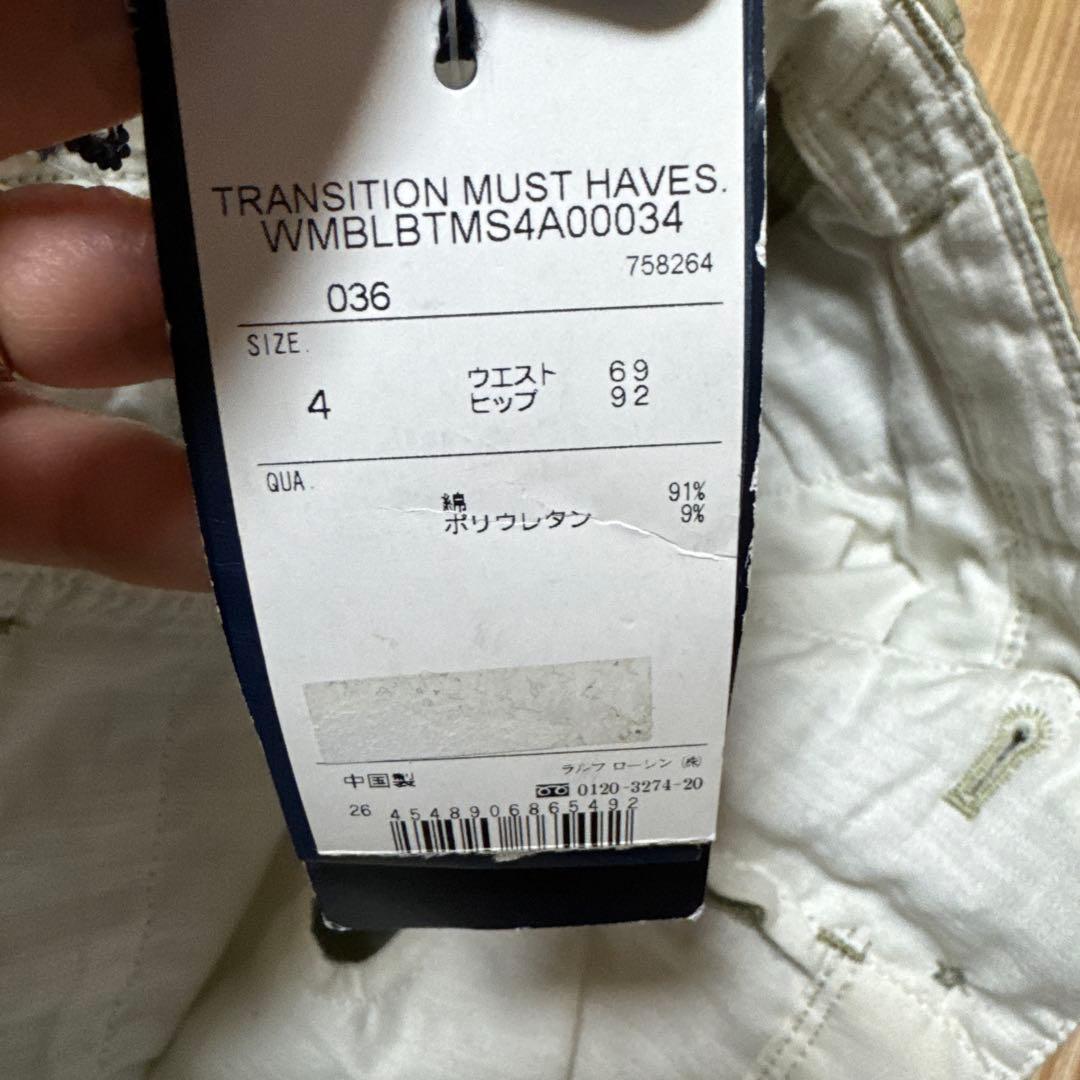 TRANSITION MUST HAVES.
WMBLBTMS4A00034
758264
036
SIZE.
4
ウエスト 69
ヒップ 92
QUA.
綿 91%
ポリウレタン 9%
ラルフ ローレン ㈱
中国製
0120-3274-20
26
4548906865492